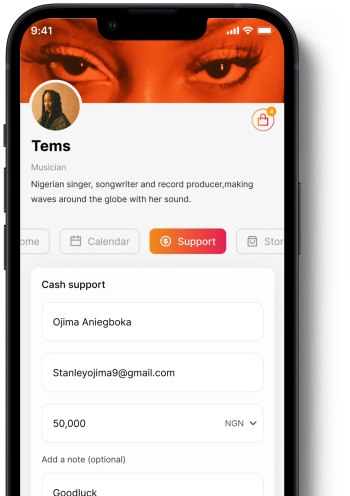 9:41
4
Tems
Musician
Nigerian singer, songwriter and record producer,making
waves around the globe with her sound.
ome
Calendar
Support
Stor
Cash support
Ojima Aniegboka
Stanleyojima9@gmail.com
50,000
NGN
Add a note (optional)
Goodluck